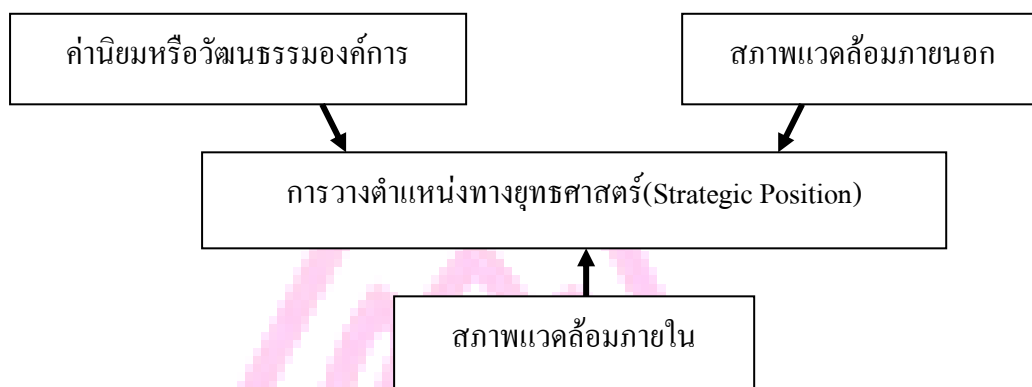 ค่านิยมหรือวัฒนธรรมองค์การ
สภาพแวดล้อมภายนอก
การวางตำแหน่งทางยุทธศาสตร์(Strategic Position)
สภาพแวดล้อมภายใน